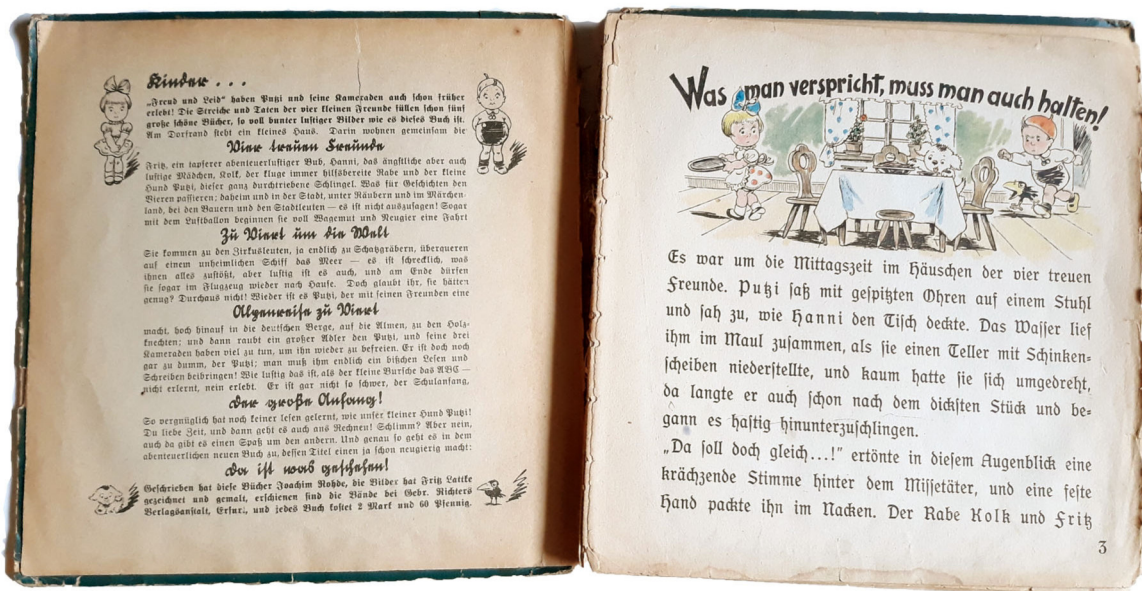 Kinder . . .
„Freud und Leid“ haben Putzi und seine Kameraden auch schon früher
erlebt! Die Streiche und Taten der vier kleinen Freunde füllen schon fünf
große schöne Bücher, so voll bunter lustiger Bilder wie es dieses Buch ist.
Am Dorfrand steht ein kleines Haus. Darin wohnen gemeinsam die
Vier treuen Freunde
Fritz, ein tapferer abenteuerlustiger Bub, Hanni, das ängstliche aber auch
lustige Mädchen, Kolk, der kluge immer hilfsbereite Rabe und der kleine
Hund Putzi, dieser ganz durchtriebene Schlingel. Was für Geschichten den
Vieren passieren; daheim und in der Stadt, unter Räubern und im Märchen-
land, bei den Bauern und den Stadtleuten — es ist nicht auszusagen! Sogar
mit dem Luftballon beginnen sie voll Wagemut und Neugier eine Fahrt
Zu Viert um die Welt
Sie kommen zu den Zirkusleuten, ja endlich zu Schatzgräbern, überqueren
auf einem unheimlichen Schiff das Meer — es ist schrecklich, was
ihnen alles zustößt, aber lustig ist es auch, und am Ende dürfen
sie sogar im Flugzeug wieder nach Hause. Doch glaubt ihr, sie hätten
genug? Durchaus nicht! Wieder ist es Putzi, der mit seinen Freunden eine
Alpenreise zu Viert
macht, hoch hinauf in die deutschen Berge, auf die Almen, zu den Holz-
knechten; und dann raubt ein großer Adler den Putzi, und seine drei
Kameraden haben viel zu tun, um ihn wieder zu befreien. Er ist doch noch
gar zu dumm, der Putzi; man muß ihm endlich ein bißchen Lesen und
Schreiben beibringen! Wie lustig das ist, als der kleine Bursche das ABC —
nicht erlernt, nein erlebt. Er ist gar nicht so schwer, der Schulanfang,
der große Anfang!
So vergnüglich hat noch keiner lesen gelernt, wie unser kleiner Hund Putzi!
Du liebe Zeit, und dann geht es auch ans Rechnen! Schlimm? Aber nein,
auch da gibt es einen Spaß um den andern. Und genau so geht es in dem
abenteuerlichen neuen Buch zu, dessen Titel einen ja schon neugierig macht:
Da ist was geschehen!
Geschrieben hat diese Bücher Joachim Rohde, die Bilder hat Fritz Lattke
gezeichnet und gemalt, erschienen sind die Bände bei Gebr. Richters
Verlagsanstalt, Erfurt, und jedes Buch kostet 2 Mark und 60 Pfennig.
Was man verspricht, muss man auch halten!
Es war um die Mittagszeit im Häuschen der vier treuen
Freunde. Putzi saß mit gespitzten Ohren auf einem Stuhl
und sah zu, wie Hanni den Tisch deckte. Das Wasser lief
ihm im Maul zusammen, als sie einen Teller mit Schinken-
scheiben niederstellte, und kaum hatte sie sich umgedreht,
da langte er auch schon nach dem dicksten Stück und be-
gann es hastig hinunterzuschlingen.
„Da soll doch gleich...!“ ertönte in diesem Augenblick eine
krächzende Stimme hinter dem Missetäter, und eine feste
Hand packte ihn im Nacken. Der Rabe Kolk und Fritz
3